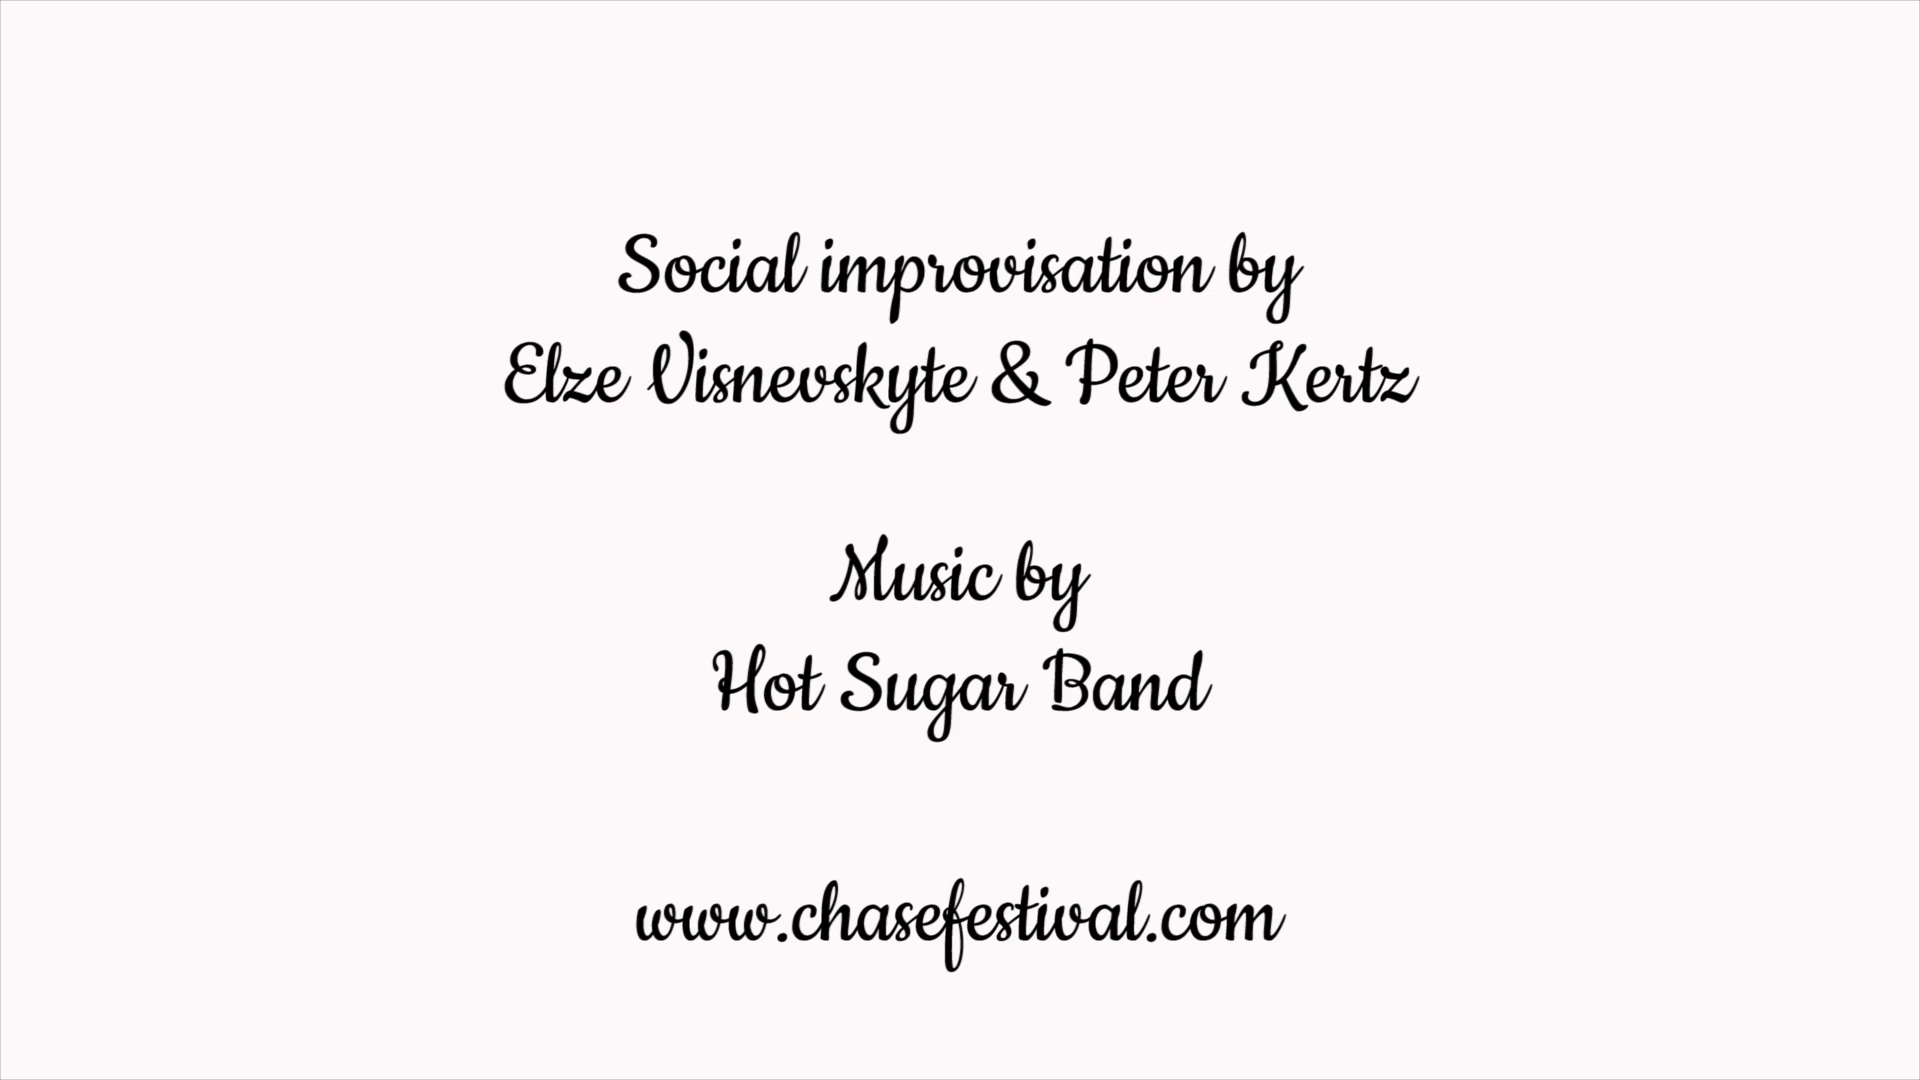 Social improvisation by
Elze Visnevskyte & Peter Kertz
Music by
Hot Sugar Band
www.chasefestival.com